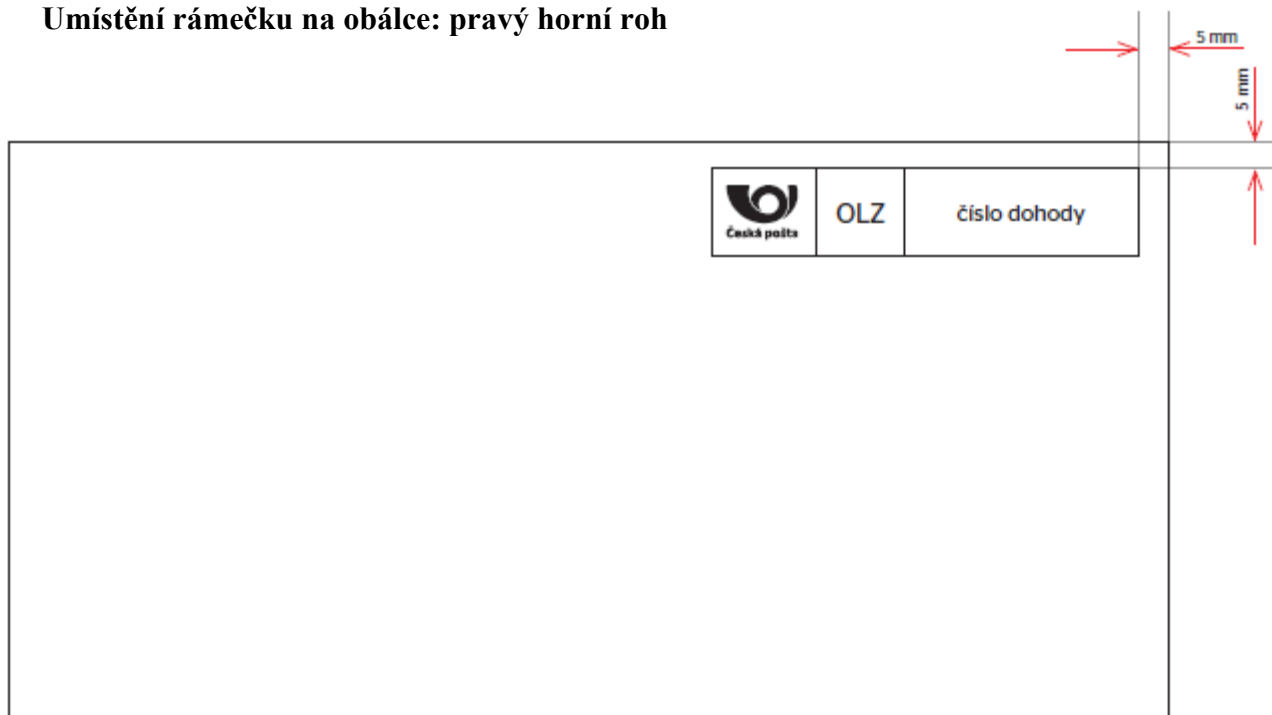 Umístění rámečku na obálce: pravý horní roh
5 mm
5 mm
Česká pošta
OLZ
číslo dohody